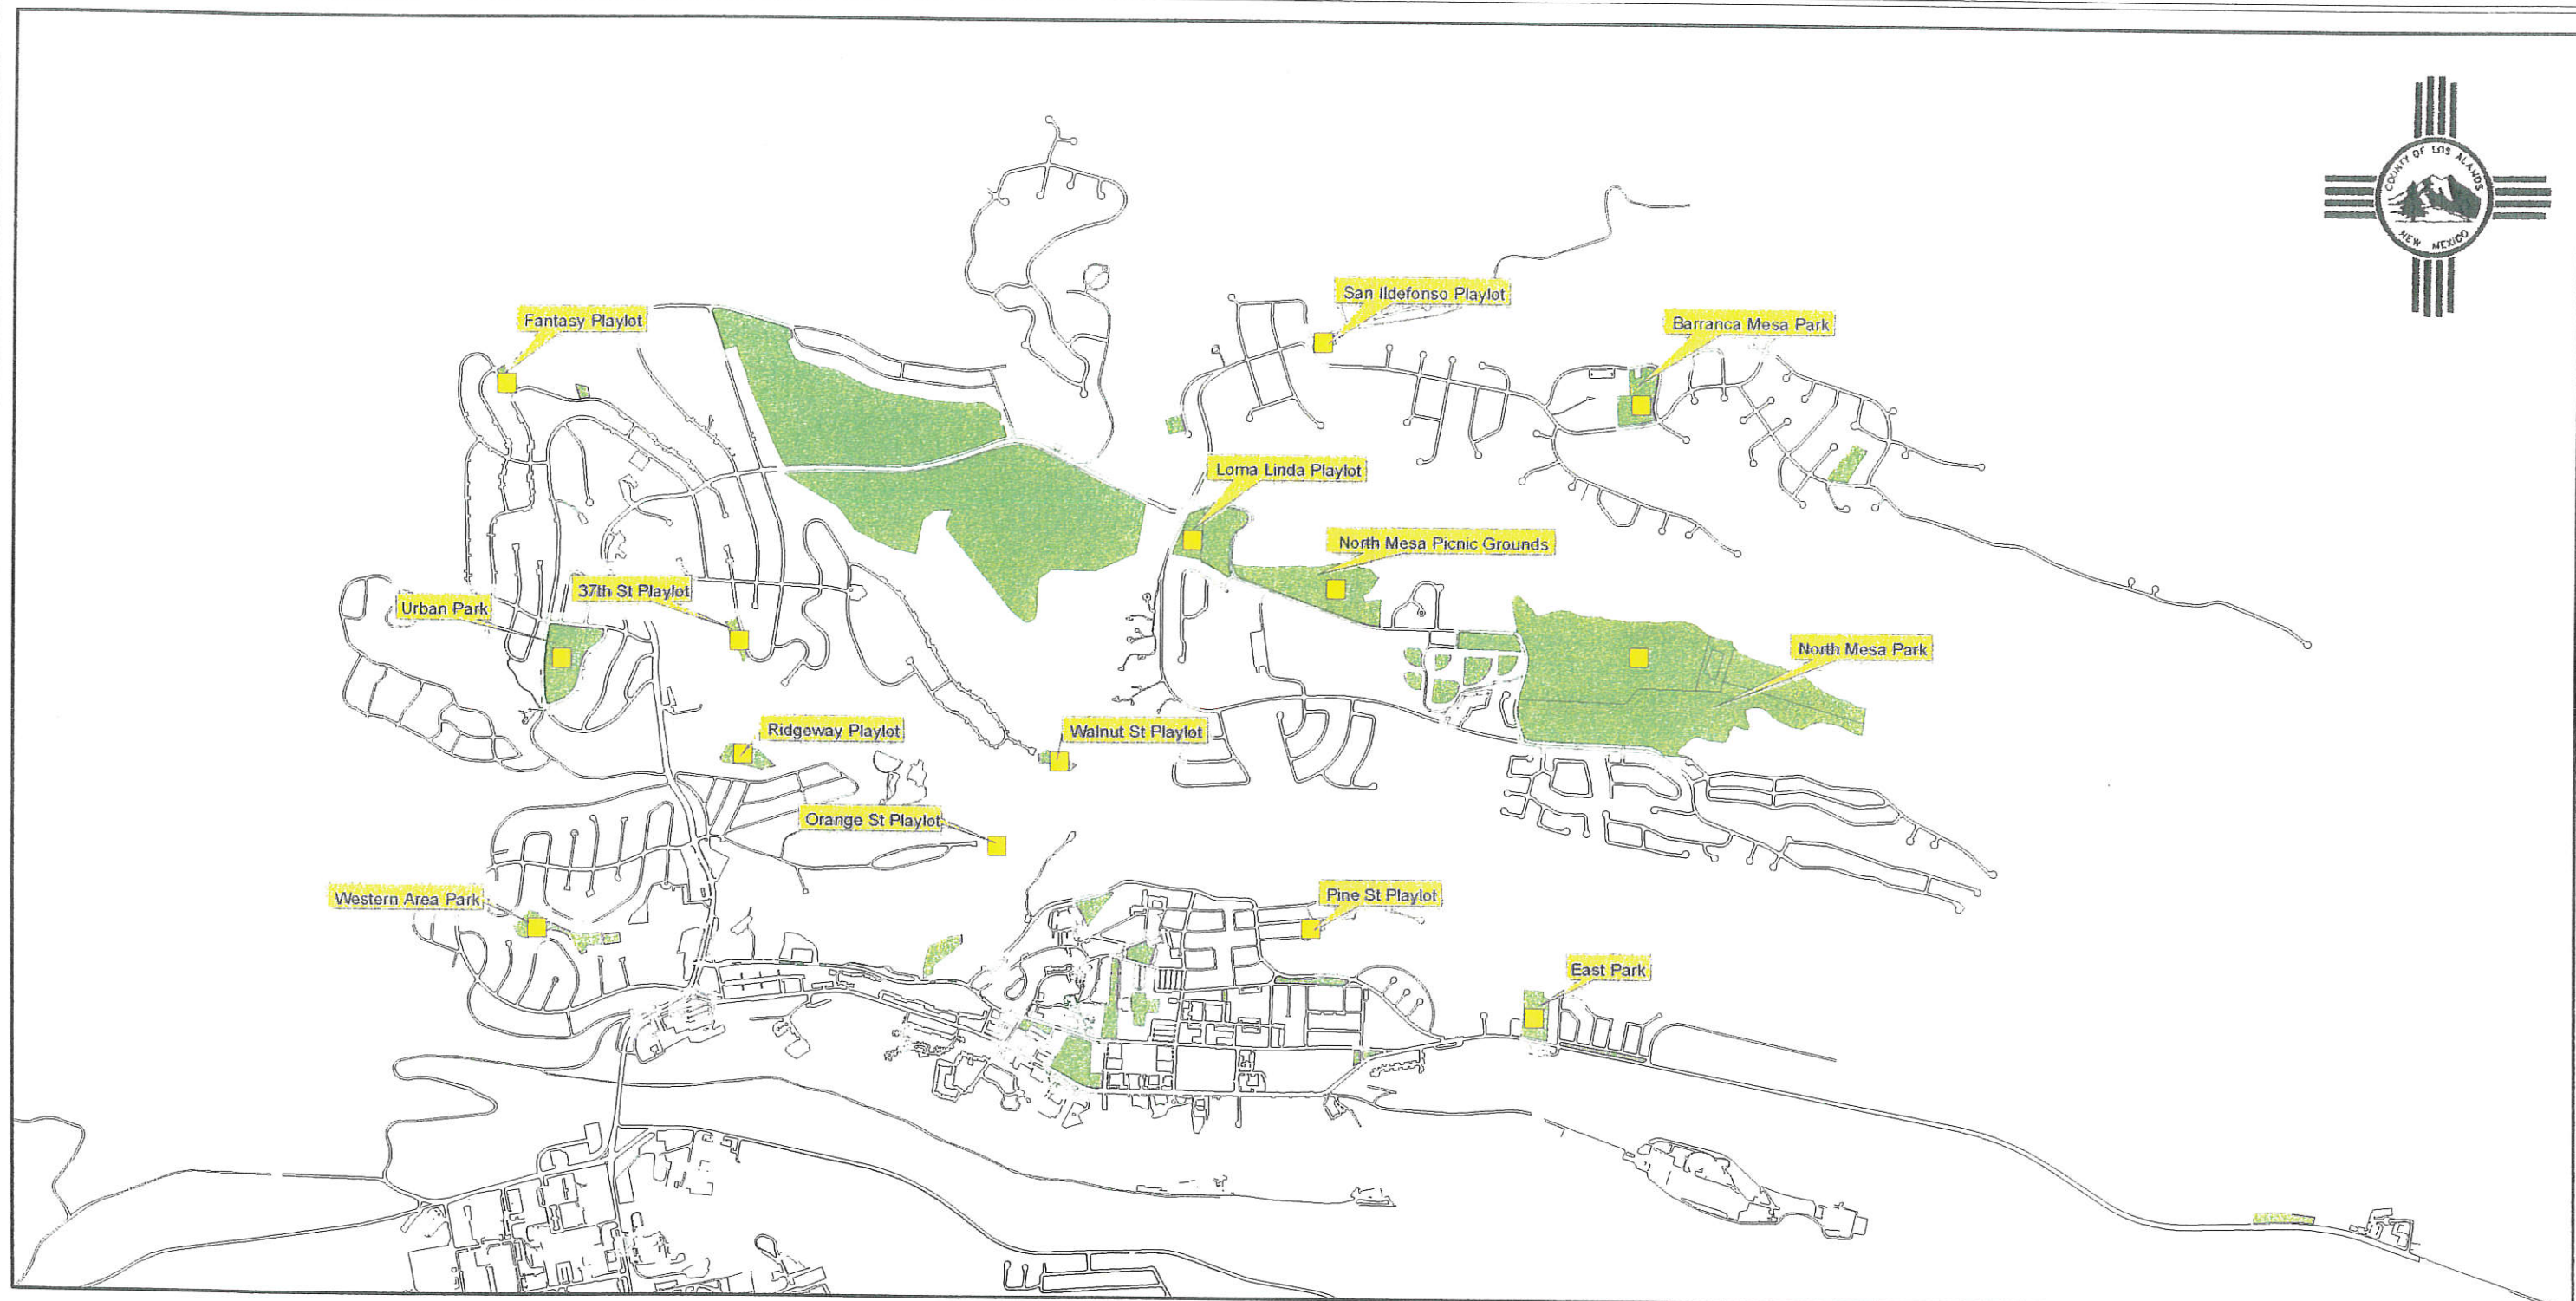 COUNTY OF LOS ALAMOS
NEW MEXICO
San Ildefonso Playlot
Fantasy Playlot
Barranca Mesa Park
Loma Linda Playlot
North Mesa Picnic Grounds
37th St Playlot
Urban Park
North Mesa Park
Ridgeway Playlot
Walnut St Playlot
Orange St Playlot
Western Area Park
Pine St Playlot
East Park